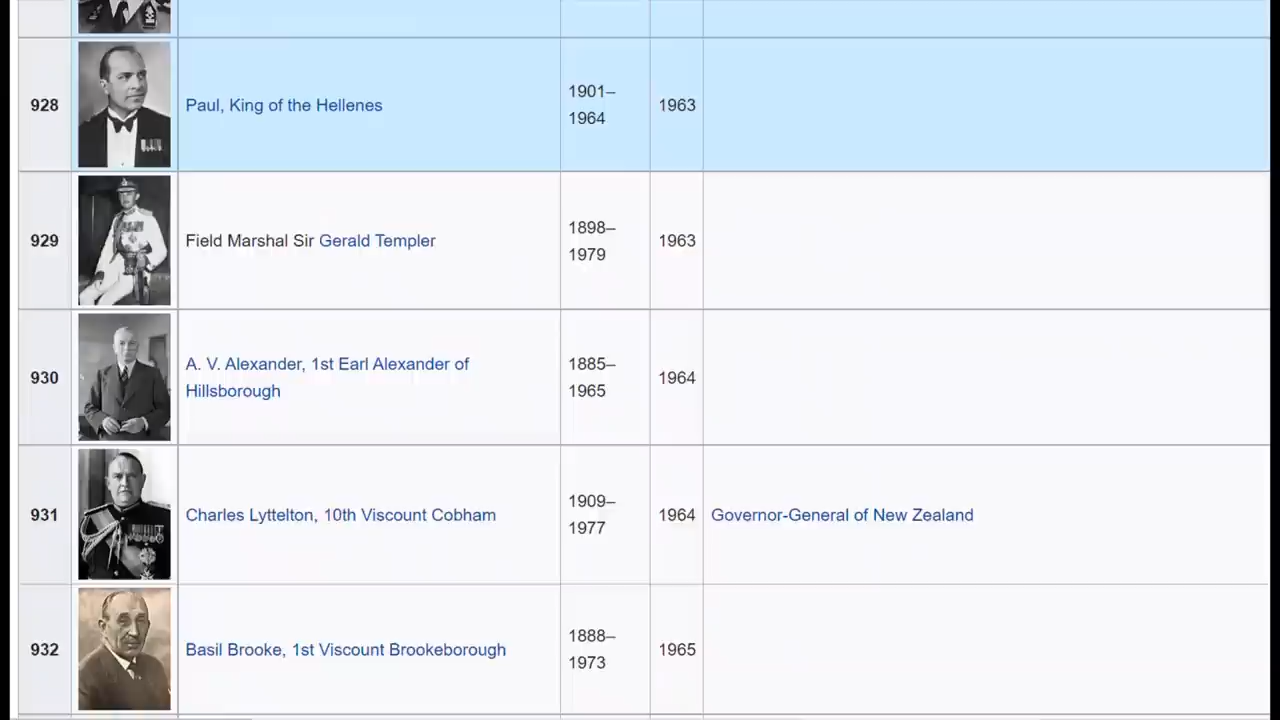 928 Paul, King of the Hellenes 1901–
1964 1963
929 Field Marshal Sir Gerald Templer 1898–
1979 1963
930 A. V. Alexander, 1st Earl Alexander of
Hillsborough 1885–
1965 1964
931 Charles Lyttelton, 10th Viscount Cobham 1909–
1977 1964 Governor-General of New Zealand
932 Basil Brooke, 1st Viscount Brookeborough 1888–
1973 1965